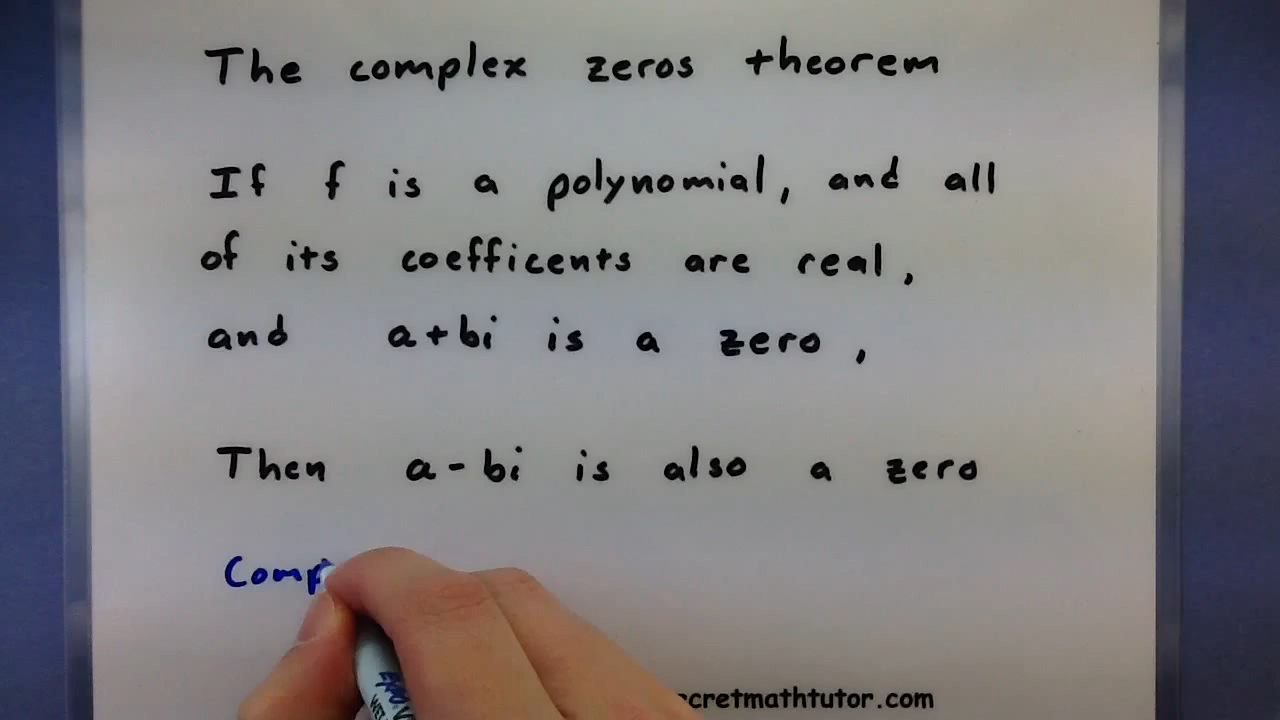 The complex zeros theorem
If f is a polynomial, and all
of its coefficents are real,
and a+bi is a zero,
Then a-bi is also a zero
Comp
cretmathtutor.com